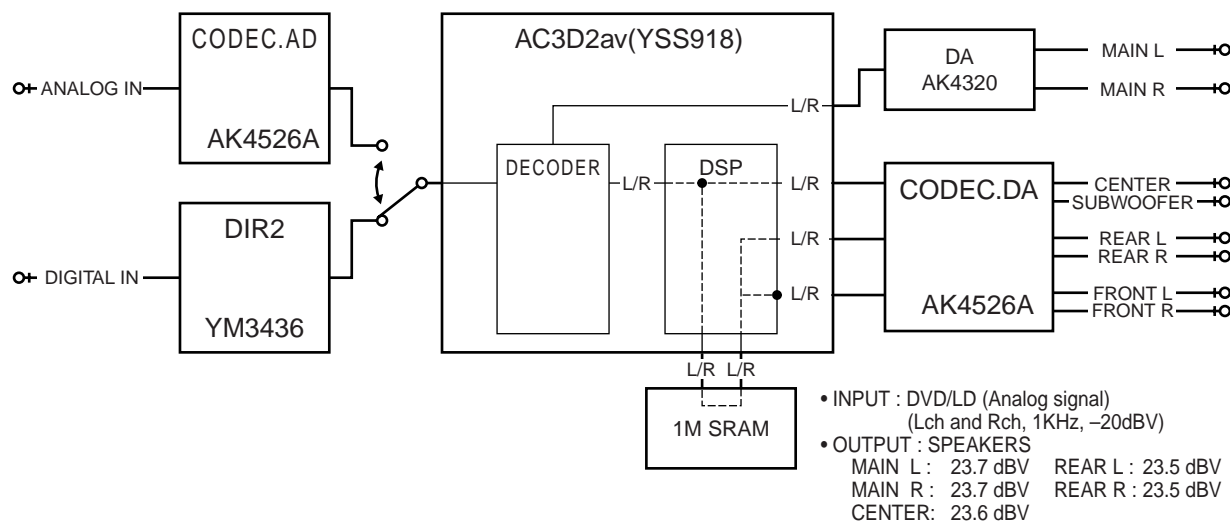 CODEC.AD
AK4526A
ANALOG IN
DIR2
YM3436
DIGITAL IN
AC3D2av(YSS918)
DECODER
L/R
DSP
L/R
L/R
L/R
L/R
L/R L/R
1M SRAM
DA
AK4320
MAIN L
MAIN R
CODEC.DA
AK4526A
CENTER
SUBWOOFER
REAR L
REAR R
FRONT L
FRONT R
• INPUT : DVD/LD (Analog signal)
(Lch and Rch, 1KHz, –20dBV)
• OUTPUT : SPEAKERS
MAIN L : 23.7 dBV REAR L : 23.5 dBV
MAIN R : 23.7 dBV REAR R : 23.5 dBV
CENTER: 23.6 dBV